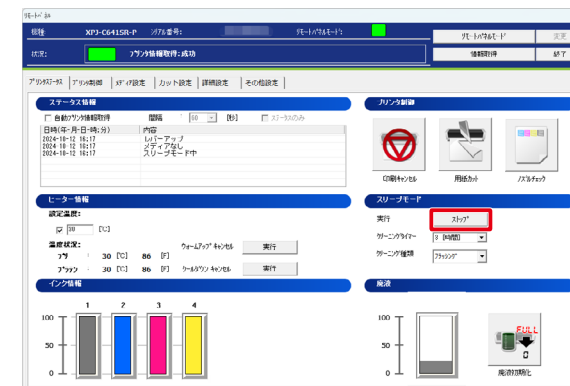 ﾘﾓｰﾄﾊﾟﾈﾙ
機種: XPJ-C641SR-P ｼﾘｱﾙ番号: ﾘﾓｰﾄﾊﾟﾈﾙﾓｰﾄﾞ: ﾘﾓｰﾄﾊﾟﾈﾙﾓｰﾄﾞ 変更
状況: ﾌﾟﾘﾝﾀ情報取得:成功 情報取得 終了
ﾌﾟﾘﾝﾀｽﾃｰﾀｽ ﾌﾟﾘﾝﾀ制御 ﾒﾃﾞｨｱ設定 カット設定 詳細設定 その他設定
ステータス情報
自動ﾌﾟﾘﾝﾀ情報取得 間隔 60 [秒] ｽﾃｰﾀｽのみ
日時(年-月-日-時:分) 内容
2024-10-12 16:17 レバーアップ
2024-10-12 16:17 メディアなし
2024-10-12 16:17 スリープモード中
プリンタ制御
印刷ｷｬﾝｾﾙ 用紙ｶｯﾄ ﾉｽﾞﾙﾁｪｯｸ
ヒーター情報
設定温度:
30 [℃]
温度状況: ｳｫｰﾑｱｯﾌﾟ ｷｬﾝｾﾙ 実行
ﾌﾟﾘ : 30 [℃] 86 [F]
ﾌﾟﾗﾃﾝ : 30 [℃] 86 [F] ｸｰﾙﾀﾞｳﾝ ｷｬﾝｾﾙ 実行
スリープモード
実行 ｽﾄｯﾌﾟ
ｸﾘｰﾆﾝｸﾞﾀｲﾏｰ 3 [時間]
ｸﾘｰﾆﾝｸﾞ種類 ﾌﾗｯｼﾝｸﾞ
インク情報
1 2 3 4
100
50
0
廃液
100
50
0
FULL
0
廃液初期化